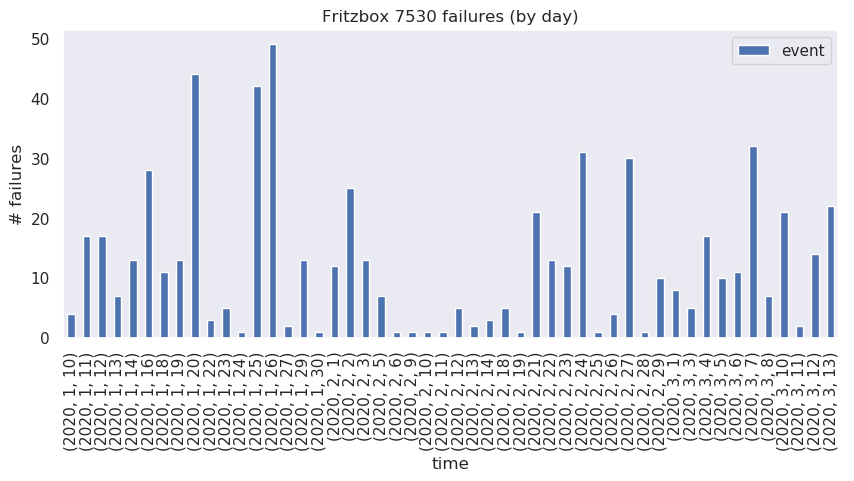 Fritzbox 7530 failures (by day)
event
# failures
50
40
30
20
10
0
(2020, 1, 10)
(2020, 1, 11)
(2020, 1, 12)
(2020, 1, 13)
(2020, 1, 14)
(2020, 1, 16)
(2020, 1, 18)
(2020, 1, 19)
(2020, 1, 20)
(2020, 1, 22)
(2020, 1, 23)
(2020, 1, 24)
(2020, 1, 25)
(2020, 1, 26)
(2020, 1, 27)
(2020, 1, 29)
(2020, 1, 30)
(2020, 2, 1)
(2020, 2, 2)
(2020, 2, 3)
(2020, 2, 5)
(2020, 2, 6)
(2020, 2, 9)
(2020, 2, 10)
(2020, 2, 11)
(2020, 2, 12)
(2020, 2, 13)
(2020, 2, 14)
(2020, 2, 18)
(2020, 2, 19)
(2020, 2, 21)
(2020, 2, 22)
(2020, 2, 23)
(2020, 2, 24)
(2020, 2, 25)
(2020, 2, 26)
(2020, 2, 27)
(2020, 2, 28)
(2020, 2, 29)
(2020, 3, 1)
(2020, 3, 3)
(2020, 3, 4)
(2020, 3, 5)
(2020, 3, 6)
(2020, 3, 7)
(2020, 3, 8)
(2020, 3, 10)
(2020, 3, 11)
(2020, 3, 12)
(2020, 3, 13)
time